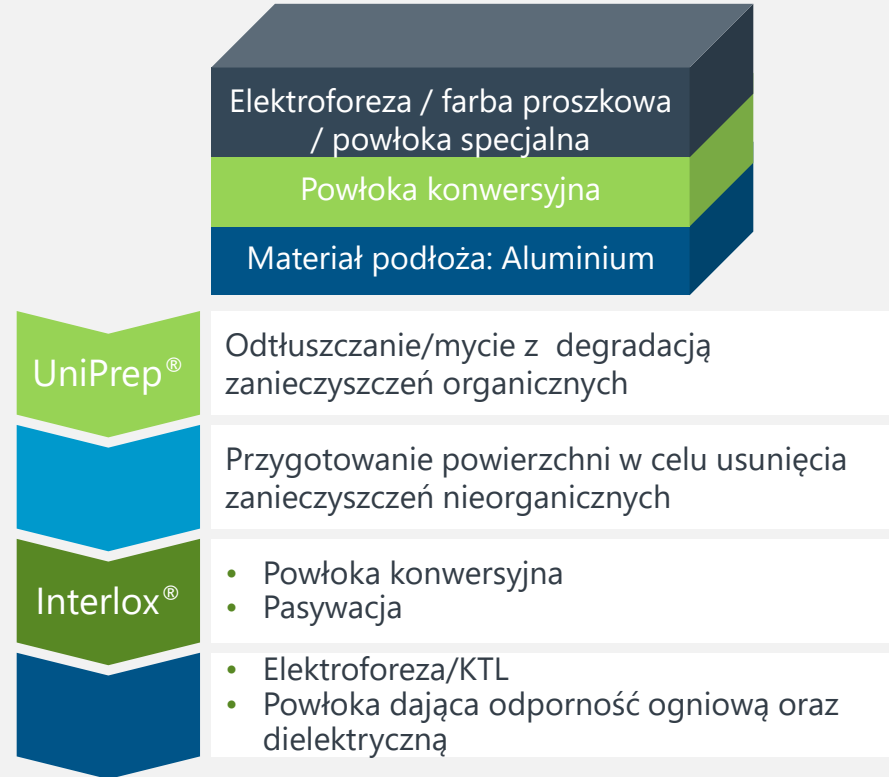 Elektroforeza / farba proszkowa
/ powłoka specjalna
Powłoka konwersyjna
Materiał podłoża: Aluminium
UniPrep®
Odtłuszczanie/mycie z degradacją
zanieczyszczeń organicznych
Przygotowanie powierzchni w celu usunięcia
zanieczyszczeń nieorganicznych
Interlox®
• Powłoka konwersyjna
• Pasywacja
• Elektroforeza/KTL
• Powłoka dająca odporność ogniową oraz
dielektryczną